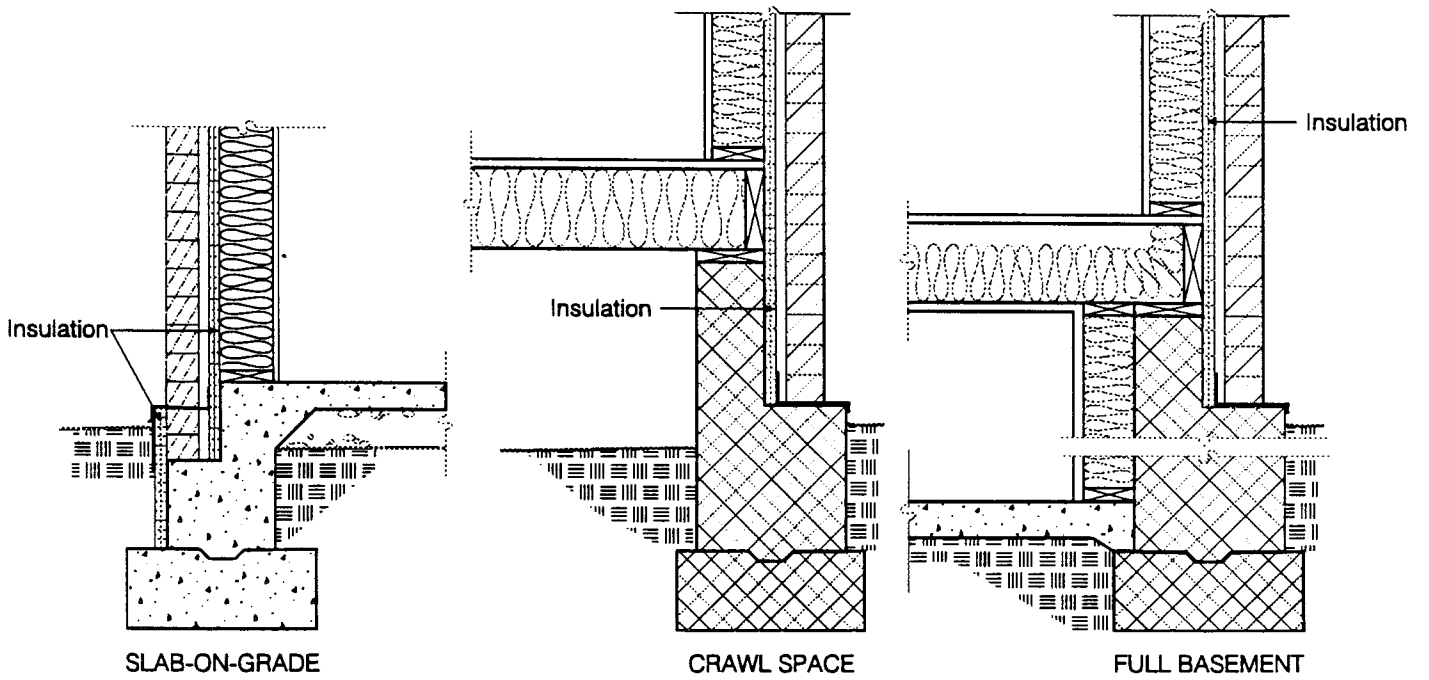 Insulation
Insulation
Insulation
SLAB-ON-GRADE
CRAWL SPACE
FULL BASEMENT